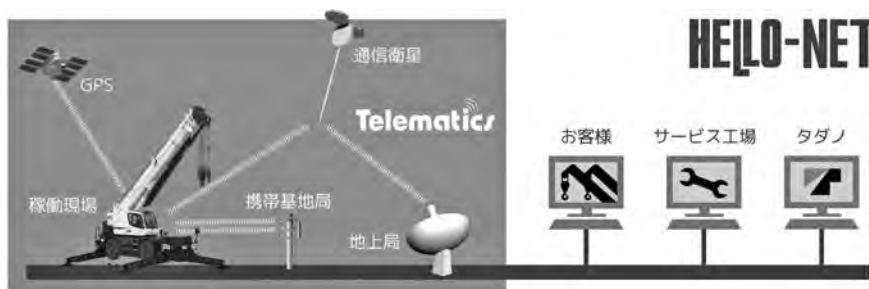 HELLO-NET
通信衛星
GPS
Telematics
お客様
サービス工場
タダノ
稼働現場
携帯基地局
地上局